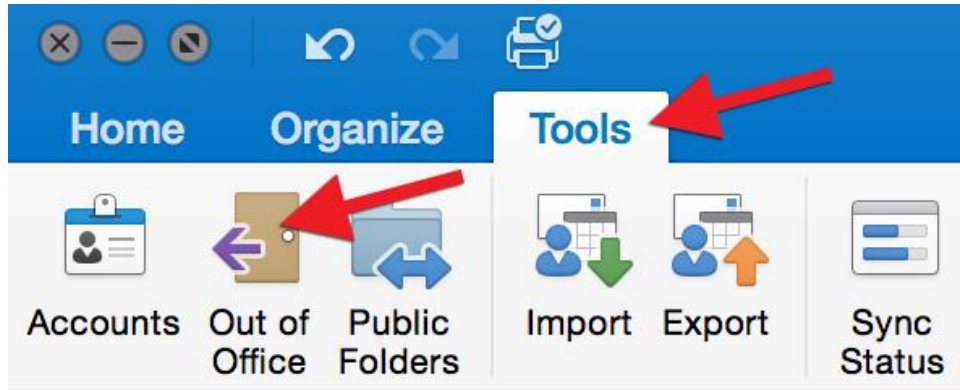 Home Organize Tools
Accounts Out of Office Public Folders Import Export Sync Status